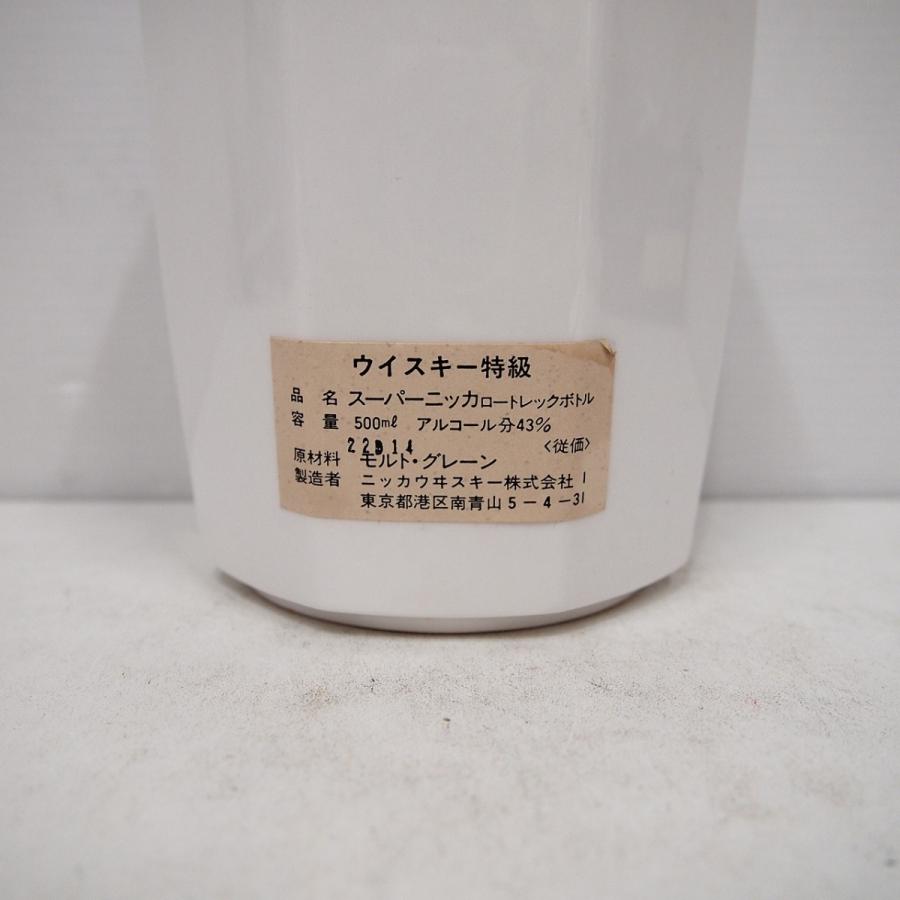 ウイスキー特級
品名 スーパーニッカロートレックボトル
容量 500ml アルコール分43%
22D14 〈従価〉
原材料 モルト・グレーン
製造者 ニッカウヰスキー株式会社 I
東京都港区南青山5-4-31